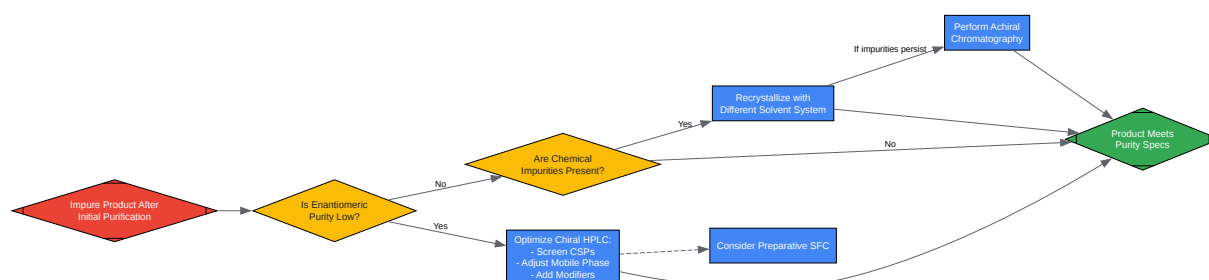 Perform Achiral
Chromatography
If impurities persist
Recrystallize with
Different Solvent System
Yes
Product Meets
Purity Specs
Are Chemical
Impurities Present?
No
No
Impure Product After
Initial Purification
Is Enantiomeric
Purity Low?
Yes
Optimize Chiral HPLC:
- Screen CSPs
- Adjust Mobile Phase
- Add Modifiers
Consider Preparative SFC